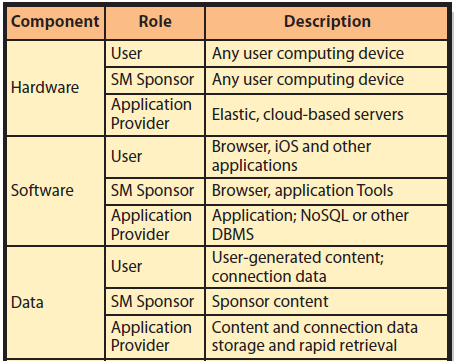 Component Role Description
Hardware
User Any user computing device
SM Sponsor Any user computing device
Application Provider Elastic, cloud-based servers
Software
User Browser, iOS and other applications
SM Sponsor Browser, application Tools
Application Provider Application; NoSQL or other DBMS
Data
User User-generated content; connection data
SM Sponsor Sponsor content
Application Provider Content and connection data storage and rapid retrieval